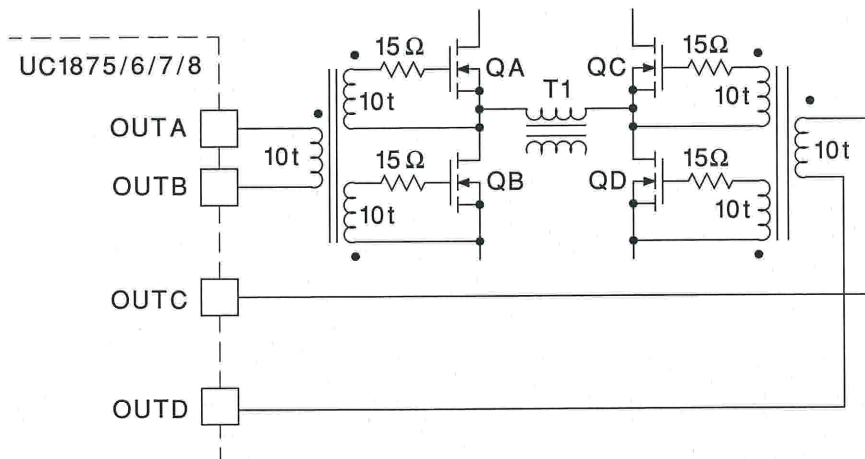 UC1875/6/7/8
15Ω
QA
T1
QC
15Ω
OUTA
10t
10t
10t
10t
OUTB
15Ω
QB
QD
15Ω
10t
10t
OUTC
OUTD